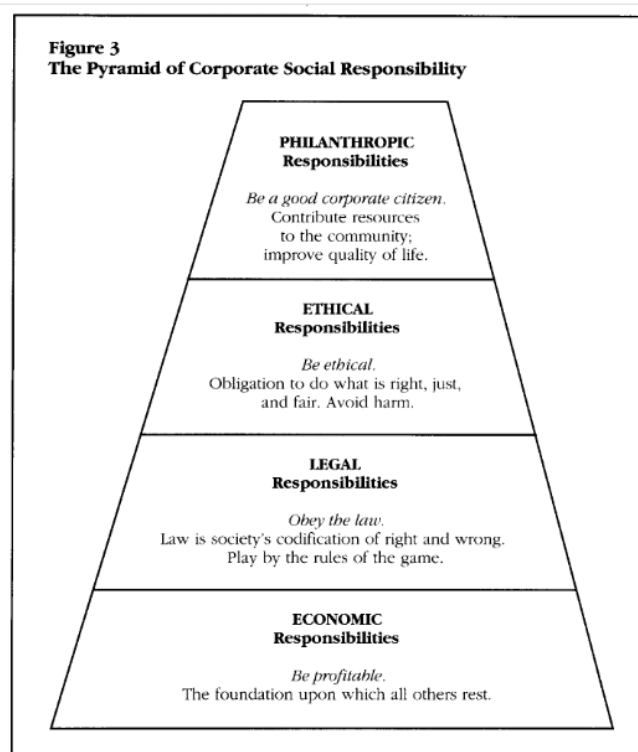 Figure 3
The Pyramid of Corporate Social Responsibility
PHILANTHROPIC
Responsibilities
Be a good corporate citizen.
Contribute resources
to the community;
improve quality of life.
ETHICAL
Responsibilities
Be ethical.
Obligation to do what is right, just,
and fair. Avoid harm.
LEGAL
Responsibilities
Obey the law.
Law is society's codification of right and wrong.
Play by the rules of the game.
ECONOMIC
Responsibilities
Be profitable.
The foundation upon which all others rest.